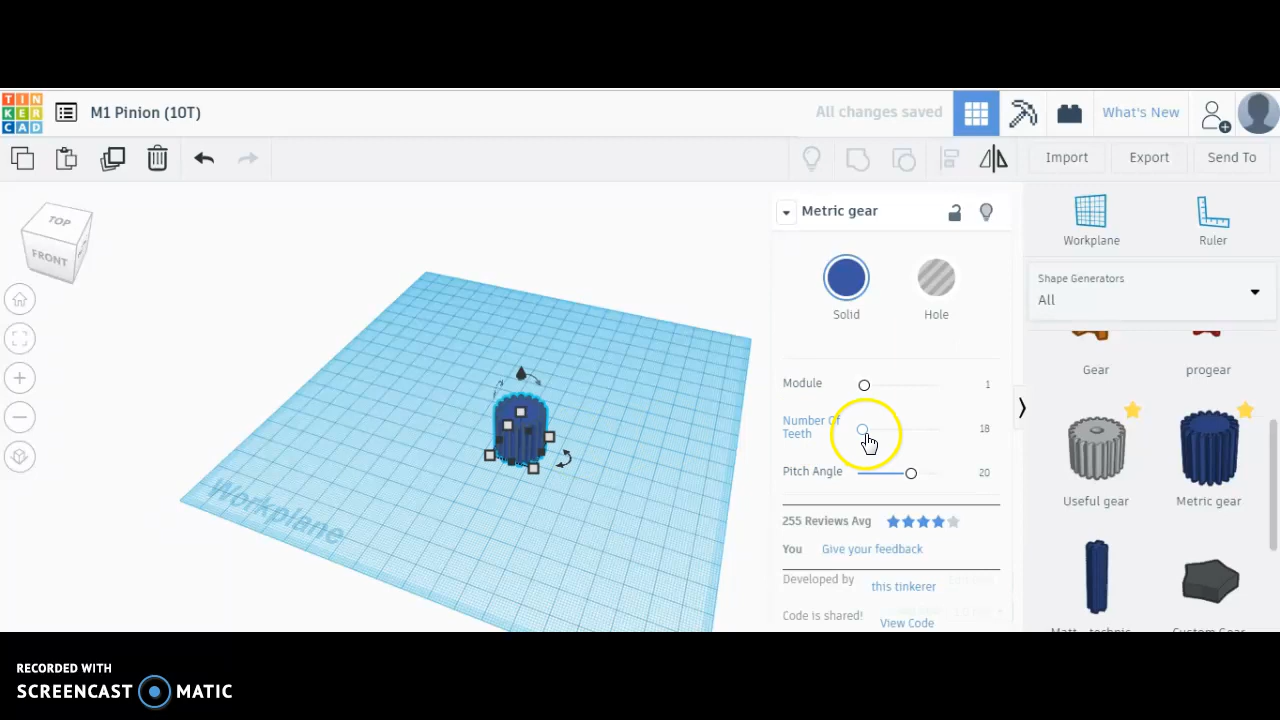 TIN
KER
CAD
M1 Pinion (10T)
All changes saved
What's New
Import
Export
Send To
TOP
FRONT
Workplane
Metric gear
Solid
Hole
Module
1
Number Of
Teeth
18
Pitch Angle
20
255 Reviews Avg
You
Give your feedback
Developed by
this tinkerer
Code is shared!
View Code
Workplane
Ruler
Shape Generators
All
Gear
progear
Useful gear
Metric gear
RECORDED WITH
SCREENCAST MATIC